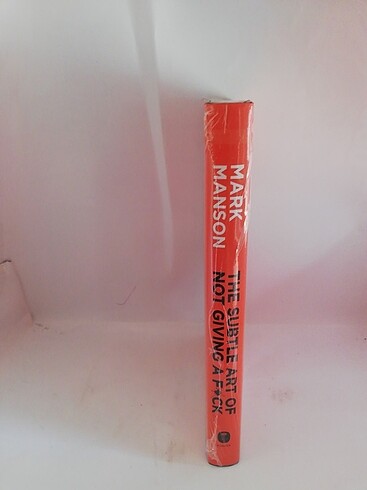 MARK
MANSON
THE SUBTLE ART OF
NOT GIVING A F*CK